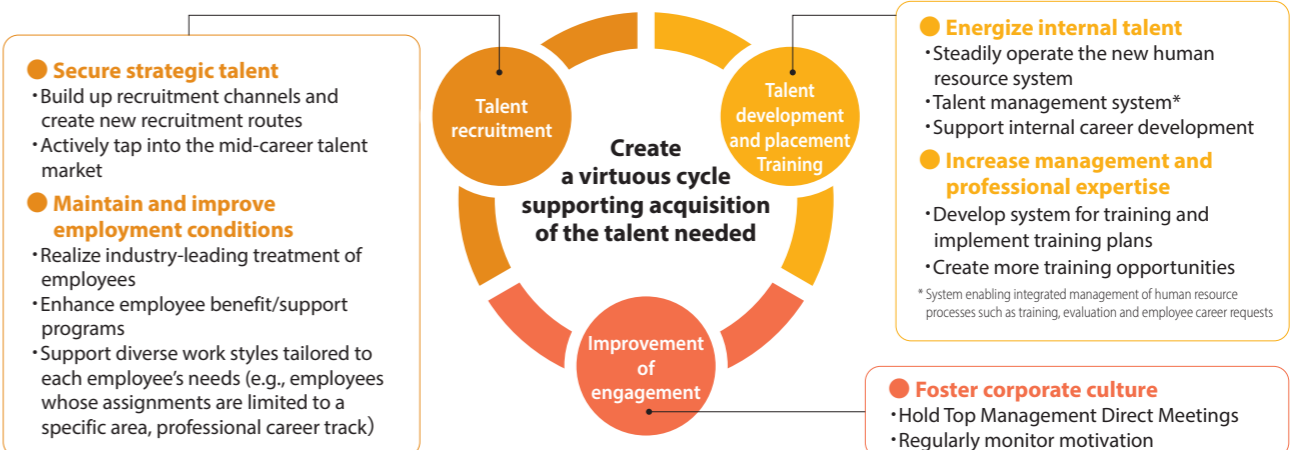 ● Secure strategic talent
・Build up recruitment channels and
create new recruitment routes
・Actively tap into the mid-career talent
market
● Maintain and improve
employment conditions
・Realize industry-leading treatment of
employees
・Enhance employee benefit/support
programs
・Support diverse work styles tailored to
each employee’s needs (e.g., employees
whose assignments are limited to a
specific area, professional career track)
Talent
recruitment
Create
a virtuous cycle
supporting acquisition
of the talent needed
Talent
development
and placement
Training
Improvement
of
engagement
● Energize internal talent
・Steadily operate the new human
resource system
・Talent management system*
・Support internal career development
● Increase management and
professional expertise
・Develop system for training and
implement training plans
・Create more training opportunities
* System enabling integrated management of human resource
processes such as training, evaluation and employee career requests
● Foster corporate culture
・Hold Top Management Direct Meetings
・Regularly monitor motivation